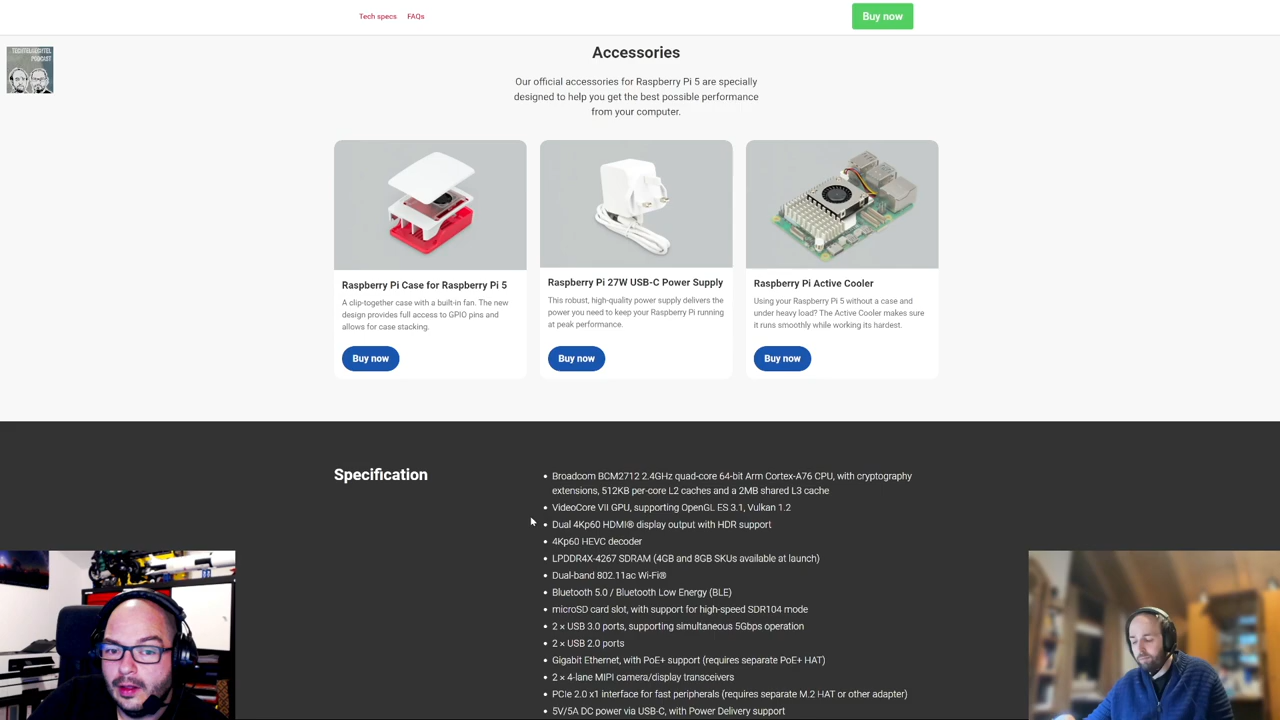 Tech specs FAQs
Buy now
TECHTELMECHTEL
PODCAST
Accessories
Our official accessories for Raspberry Pi 5 are specially
designed to help you get the best possible performance
from your computer.
Raspberry Pi Case for Raspberry Pi 5
A clip-together case with a built-in fan. The new
design provides full access to GPIO pins and
allows for case stacking.
Buy now
Raspberry Pi 27W USB-C Power Supply
This robust, high-quality power supply delivers the
power you need to keep your Raspberry Pi running
at peak performance.
Buy now
Raspberry Pi Active Cooler
Using your Raspberry Pi 5 without a case and
under heavy load? The Active Cooler makes sure
it runs smoothly while working its hardest.
Buy now
Specification
• Broadcom BCM2712 2.4GHz quad-core 64-bit Arm Cortex-A76 CPU, with cryptography
extensions, 512KB per-core L2 caches and a 2MB shared L3 cache
• VideoCore VII GPU, supporting OpenGL ES 3.1, Vulkan 1.2
• Dual 4Kp60 HDMI® display output with HDR support
• 4Kp60 HEVC decoder
• LPDDR4X-4267 SDRAM (4GB and 8GB SKUs available at launch)
• Dual-band 802.11ac Wi-Fi®
• Bluetooth 5.0 / Bluetooth Low Energy (BLE)
• microSD card slot, with support for high-speed SDR104 mode
• 2 × USB 3.0 ports, supporting simultaneous 5Gbps operation
• 2 × USB 2.0 ports
• Gigabit Ethernet, with PoE+ support (requires separate PoE+ HAT)
• 2 × 4-lane MIPI camera/display transceivers
• PCIe 2.0 x1 interface for fast peripherals (requires separate M.2 HAT or other adapter)
• 5V/5A DC power via USB-C, with Power Delivery support